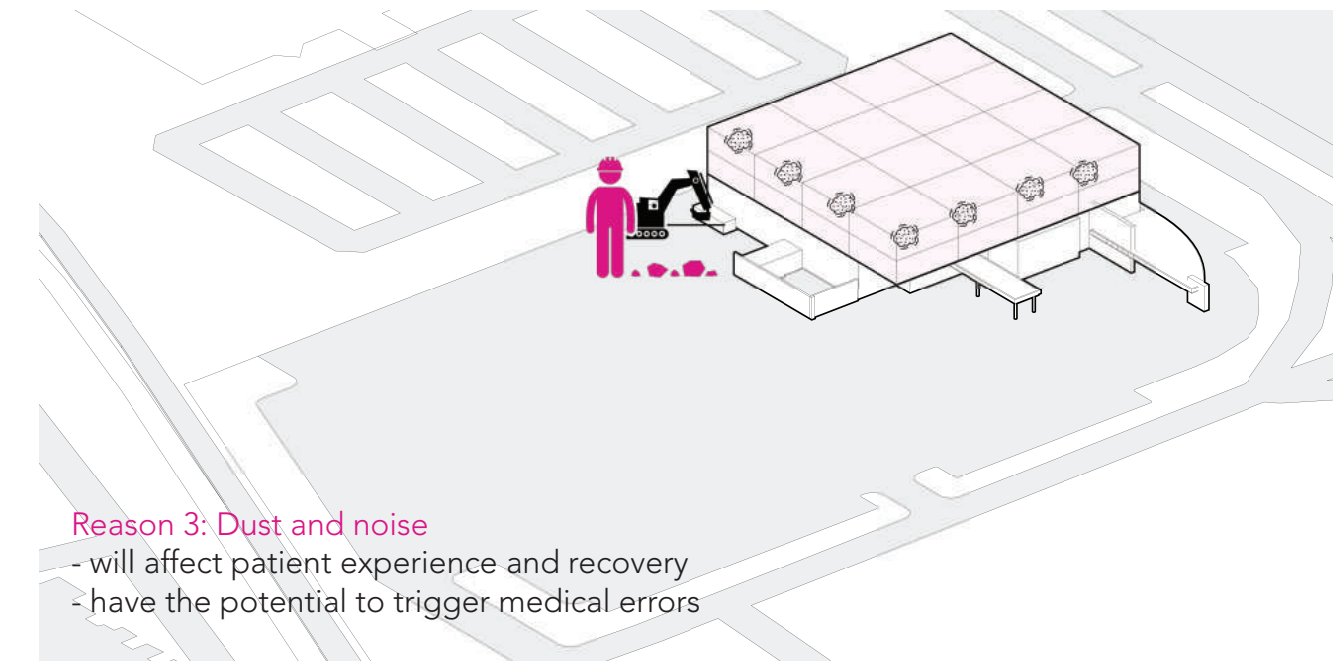 Reason 3: Dust and noise
- will affect patient experience and recovery
- have the potential to trigger medical errors